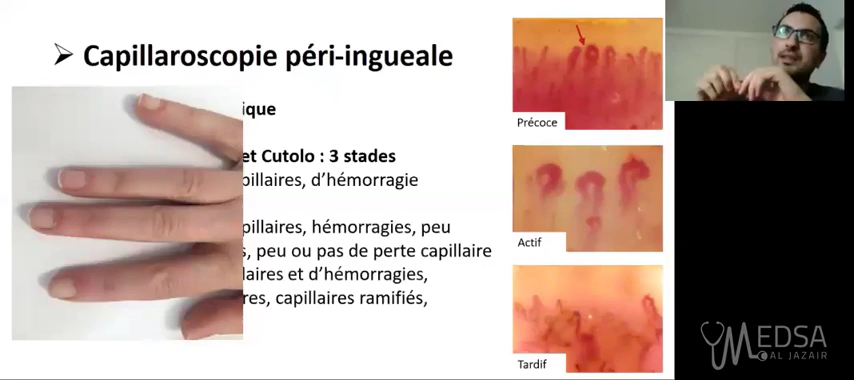 Capillaroscopie péri-ingueale
ique
et Cutolo : 3 stades
pillaires, d'hémorragie
pillaires, hémorragies, peu
s, peu ou pas de perte capillaire
laires et d'hémorragies,
res, capillaires ramifiés,
Précoce
Actif
Tardif
MEDSA
AL JAZAIR